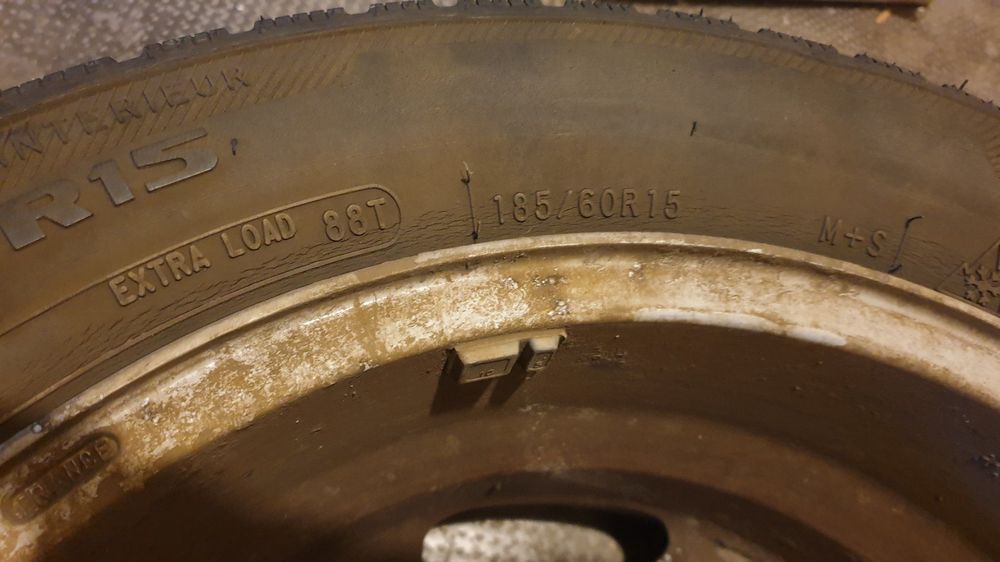 INTERIEUR
R15
EXTRA LOAD 88T
185/60R15
M+S
FRANCE